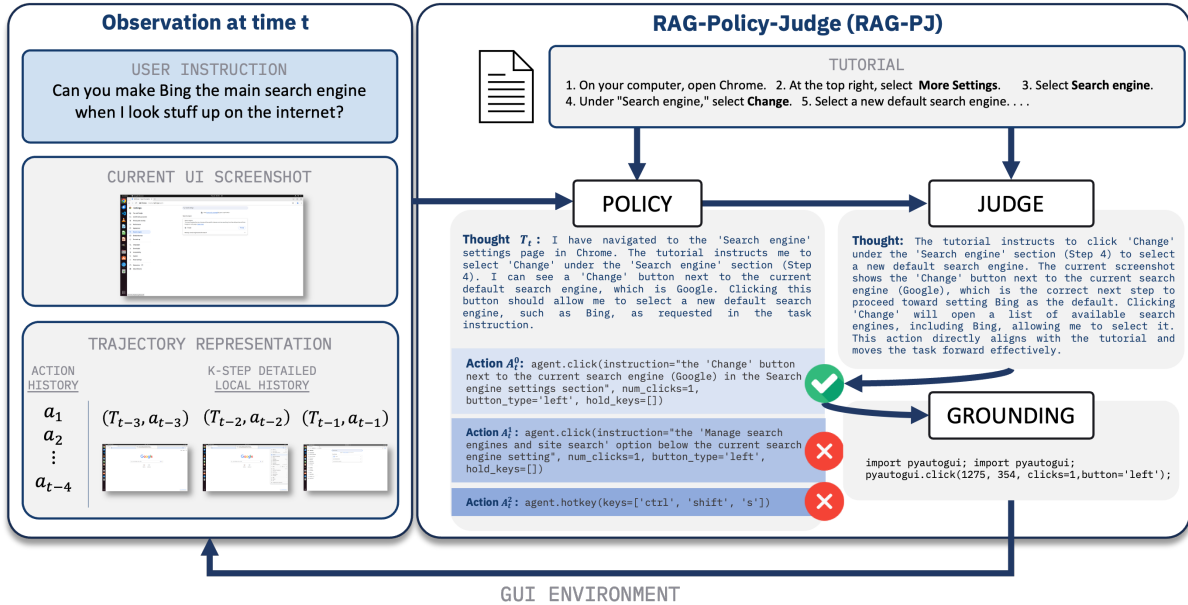 Observation at time t
USER INSTRUCTION
Can you make Bing the main search engine
when I look stuff up on the internet?
CURRENT UI SCREENSHOT
TRAJECTORY REPRESENTATION
ACTION
HISTORY
K-STEP DETAILED
LOCAL HISTORY
a₁
a₂
⋮
aₜ₋₄
(Tₜ₋₃, aₜ₋₃) (Tₜ₋₂, aₜ₋₂) (Tₜ₋₁, aₜ₋₁)
RAG-Policy-Judge (RAG-PJ)
TUTORIAL
1. On your computer, open Chrome. 2. At the top right, select More Settings. 3. Select Search engine.
4. Under "Search engine," select Change. 5. Select a new default search engine. . . .
POLICY
Thought Tₜ : I have navigated to the 'Search engine'
settings page in Chrome. The tutorial instructs me to
select 'Change' under the 'Search engine' section (Step
4). I can see a 'Change' button next to the current
default search engine, which is Google. Clicking this
button should allow me to select a new default search
engine, such as Bing, as requested in the task
instruction.
Action Aₜ⁰: agent.click(instruction="the 'Change' button
next to the current search engine (Google) in the Search
engine settings section", num_clicks=1,
button_type='left', hold_keys=[])
Action Aₜ¹: agent.click(instruction="the 'Manage search
engines and site search' option below the current search
engine setting", num_clicks=1, button_type='left',
hold_keys=[])
Action Aₜ²: agent.hotkey(keys=['ctrl', 'shift', 's'])
JUDGE
Thought: The tutorial instructs to click 'Change'
under the 'Search engine' section (Step 4) to select
a new default search engine. The current screenshot
shows the 'Change' button next to the current search
engine (Google), which is the correct next step to
proceed toward setting Bing as the default. Clicking
'Change' will open a list of available search
engines, including Bing, allowing me to select it.
This action directly aligns with the tutorial and
moves the task forward effectively.
GROUNDING
import pyautogui; import pyautogui;
pyautogui.click(1275, 354, clicks=1,button='left');
GUI ENVIRONMENT